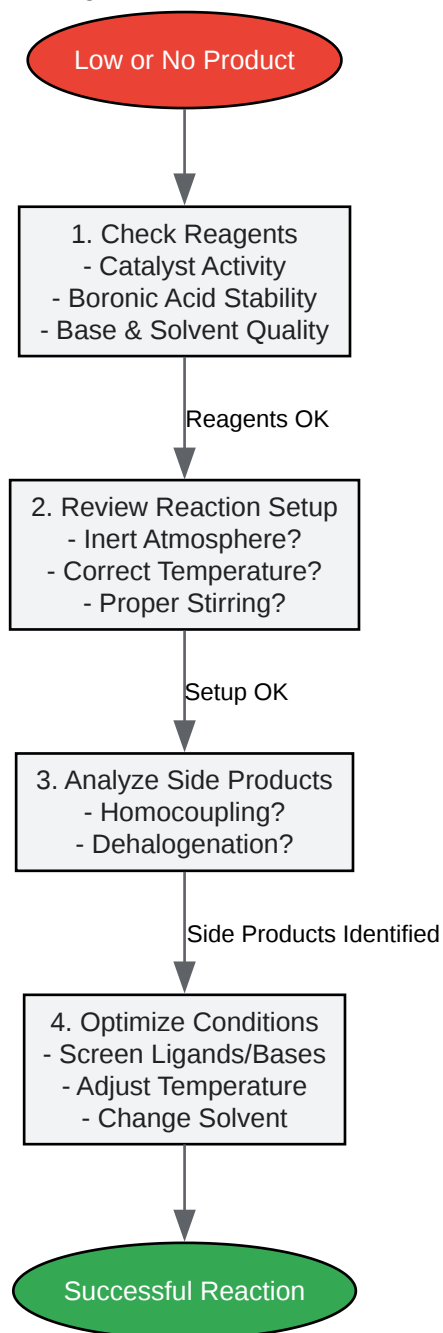 Low or No Product
1. Check Reagents
- Catalyst Activity
- Boronic Acid Stability
- Base & Solvent Quality
Reagents OK
2. Review Reaction Setup
- Inert Atmosphere?
- Correct Temperature?
- Proper Stirring?
Setup OK
3. Analyze Side Products
- Homocoupling?
- Dehalogenation?
Side Products Identified
4. Optimize Conditions
- Screen Ligands/Bases
- Adjust Temperature
- Change Solvent
Successful Reaction